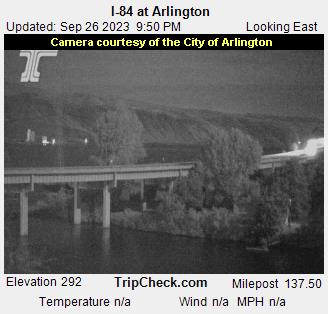 I-84 at Arlington
Updated: Sep 26 2023 9:50 PM Looking East
Camera courtesy of the City of Arlington
Elevation 292 TripCheck.com Milepost 137.50
Temperature n/a Wind n/a MPH n/a